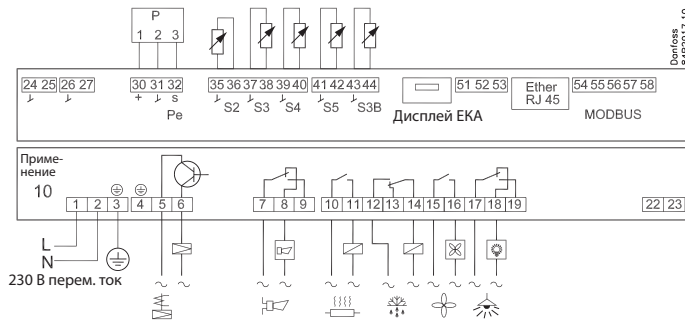 P
1 2 3
24 25 26 27 30 31 32 35 36 37 38 39 40 41 42 43 44 51 52 53 Ether RJ 45 54 55 56 57 58
+ s S2 S3 S4 S5 S3B
Pe Дисплей EKA MODBUS
Danfoss
Приме-
нение
10
1 2 3 4 5 6 7 8 9 10 11 12 13 14 15 16 17 18 19 22 23
L
N
230 В перем. ток